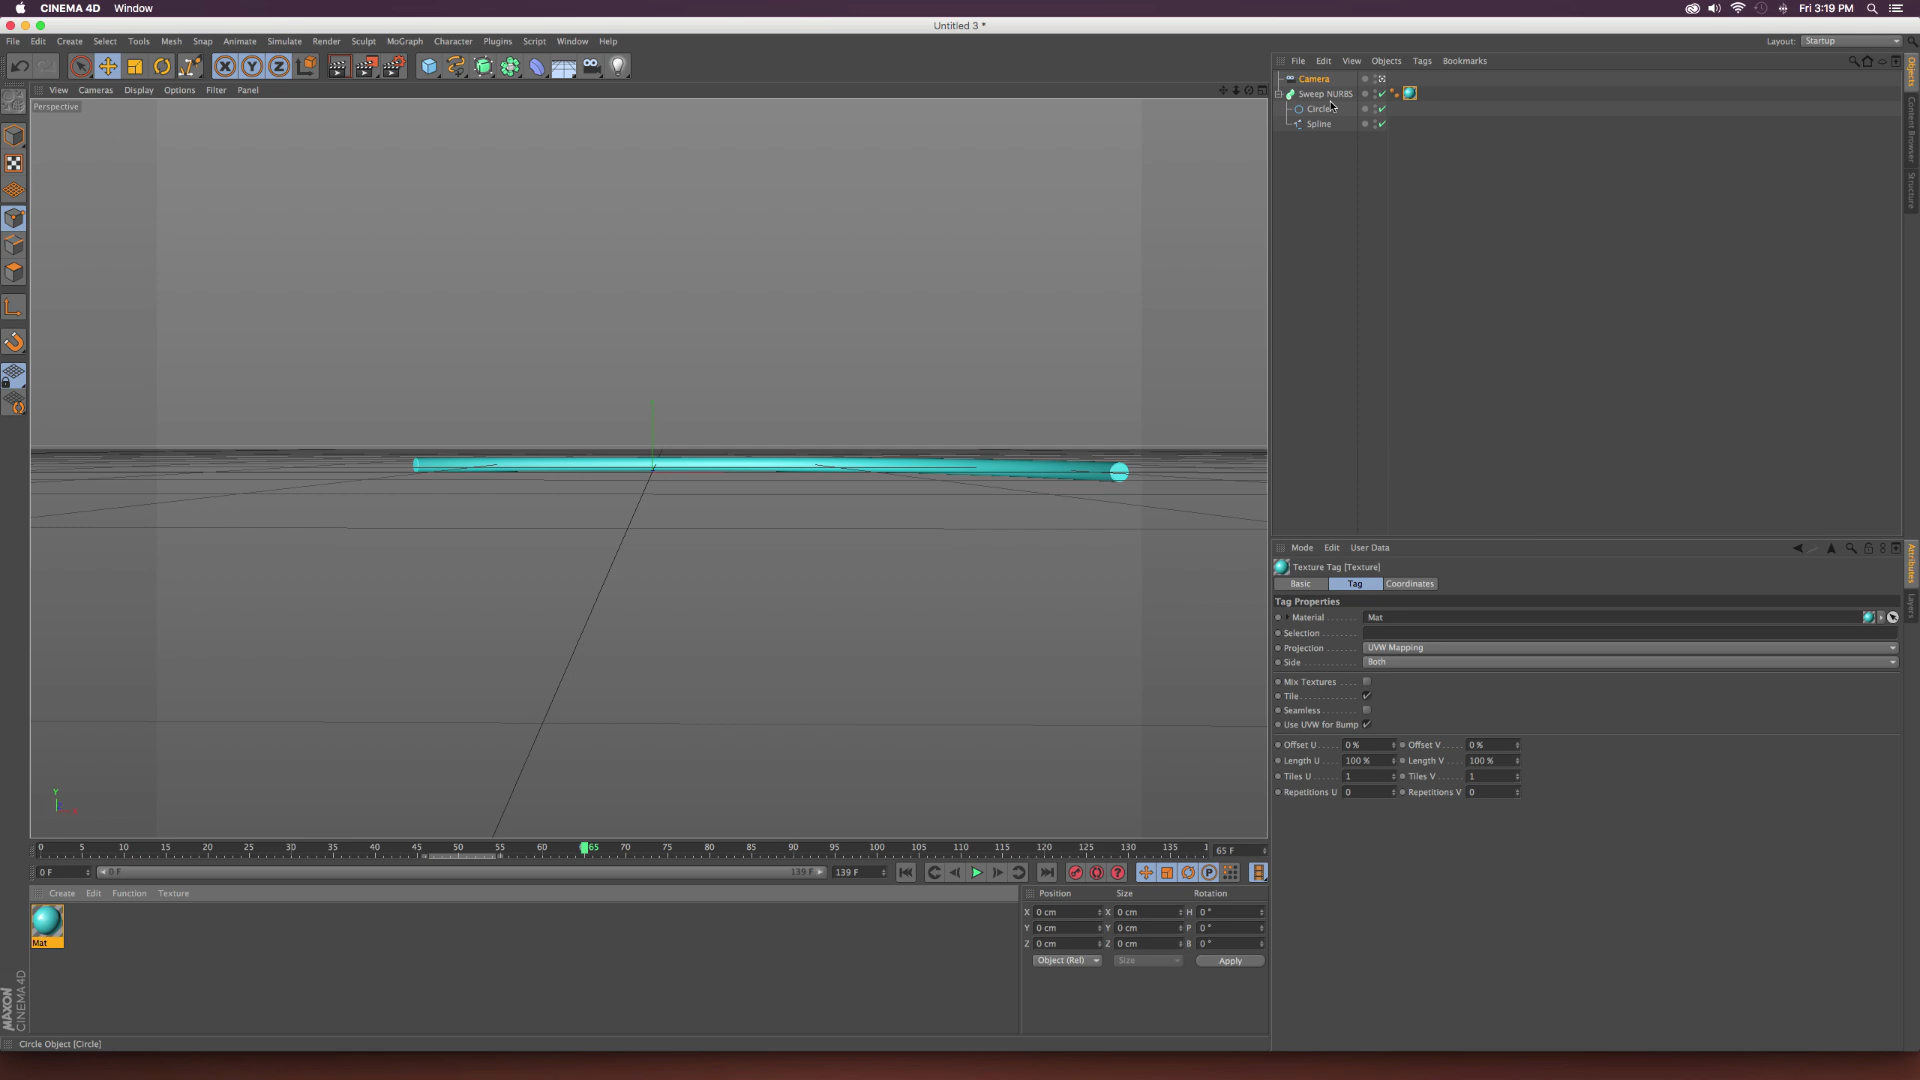 CINEMA 4D Window Fri 3:19 PM
Untitled 3 *
File Edit Create Select Tools Mesh Snap Animate Simulate Render Sculpt MoGraph Character Plugins Script Window Help Layout: Startup
File Edit View Objects Tags Bookmarks
Camera
Sweep NURBS
Circle
Spline
Objects
Content Browser
Structure
View Cameras Display Options Filter Panel
Perspective
Y
Mode Edit User Data
Texture Tag [Texture]
Basic Tag Coordinates
Tag Properties
Material Mat
Selection
Projection UVW Mapping
Side Both
Mix Textures
Tile
Seamless
Use UVW for Bump
Offset U 0 % Offset V 0 %
Length U 100 % Length V 100 %
Tiles U 1 Tiles V 1
Repetitions U 0 Repetitions V 0
Attributes
Layers
0 5 10 15 20 25 30 35 40 45 50 55 60 65 70 75 80 85 90 95 100 105 110 115 120 125 130 135 65 F
0 F 0 F 139 F 139 F
Create Edit Function Texture
Mat
Position Size Rotation
X 0 cm X 0 cm H 0 °
Y 0 cm Y 0 cm P 0 °
Z 0 cm Z 0 cm B 0 °
Object (Rel) Size Apply
MAXON
CINEMA 4D
Circle Object [Circle]